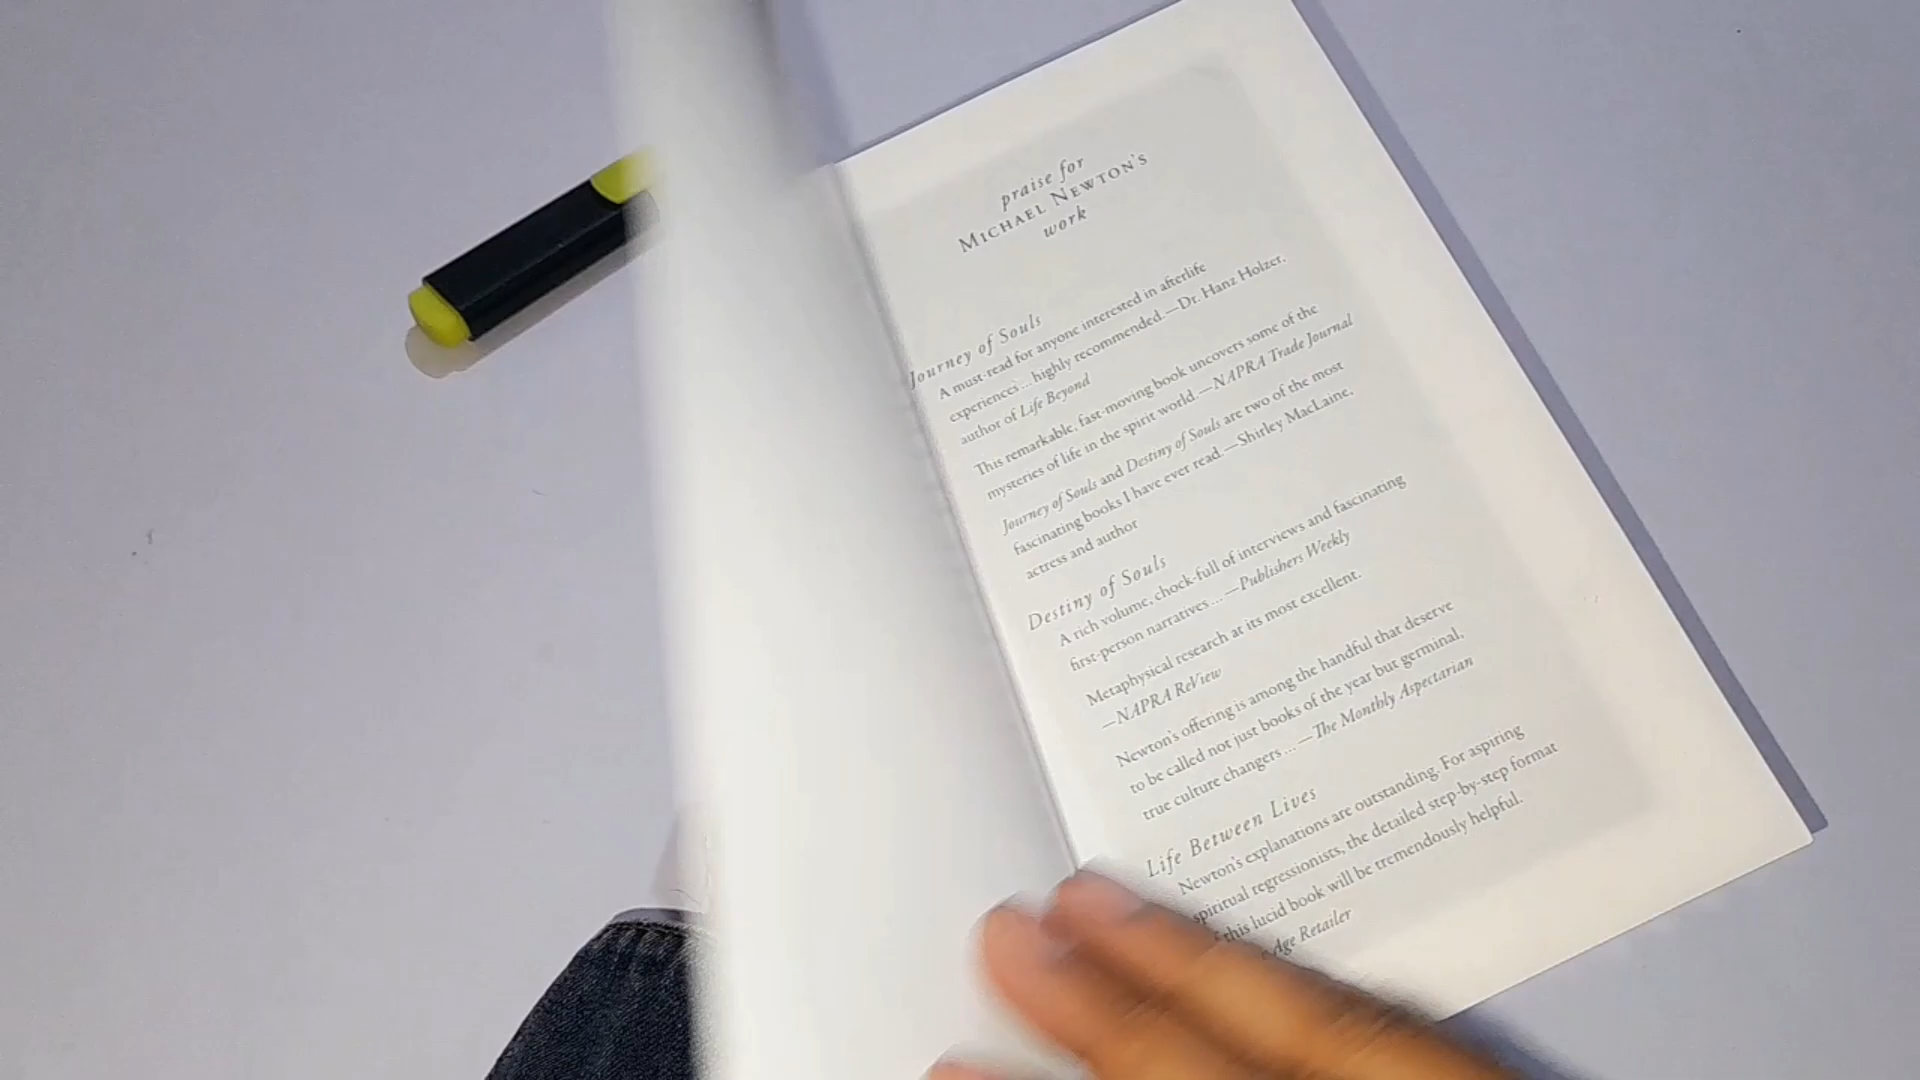 praise for
MICHAEL NEWTON'S
work
Journey of Souls
A must-read for anyone interested in afterlife
experiences ... highly recommended.—Dr. Hanz Holzer,
author of Life Beyond
This remarkable, fast-moving book uncovers some of the
mysteries of life in the spirit world.—NAPRA Trade Journal
Journey of Souls and Destiny of Souls are two of the most
fascinating books I have ever read.—Shirley MacLaine,
actress and author
Destiny of Souls
A rich volume, chock-full of interviews and fascinating
first-person narratives ... —Publishers Weekly
Metaphysical research at its most excellent.
—NAPRA ReView
Newton's offering is among the handful that deserve
to be called not just books of the year but germinal,
true culture changers ... —The Monthly Aspectarian
Life Between Lives
Newton's explanations are outstanding. For aspiring
spiritual regressionists, the detailed step-by-step format
this lucid book will be tremendously helpful.
Age Retailer